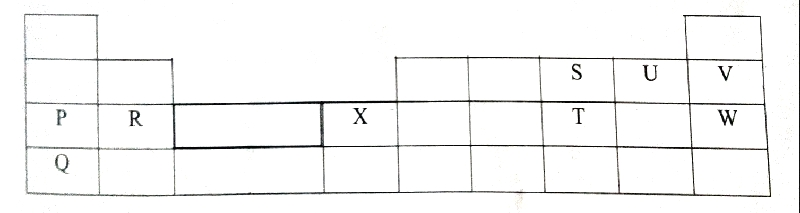 S U V
P R X T W
Q